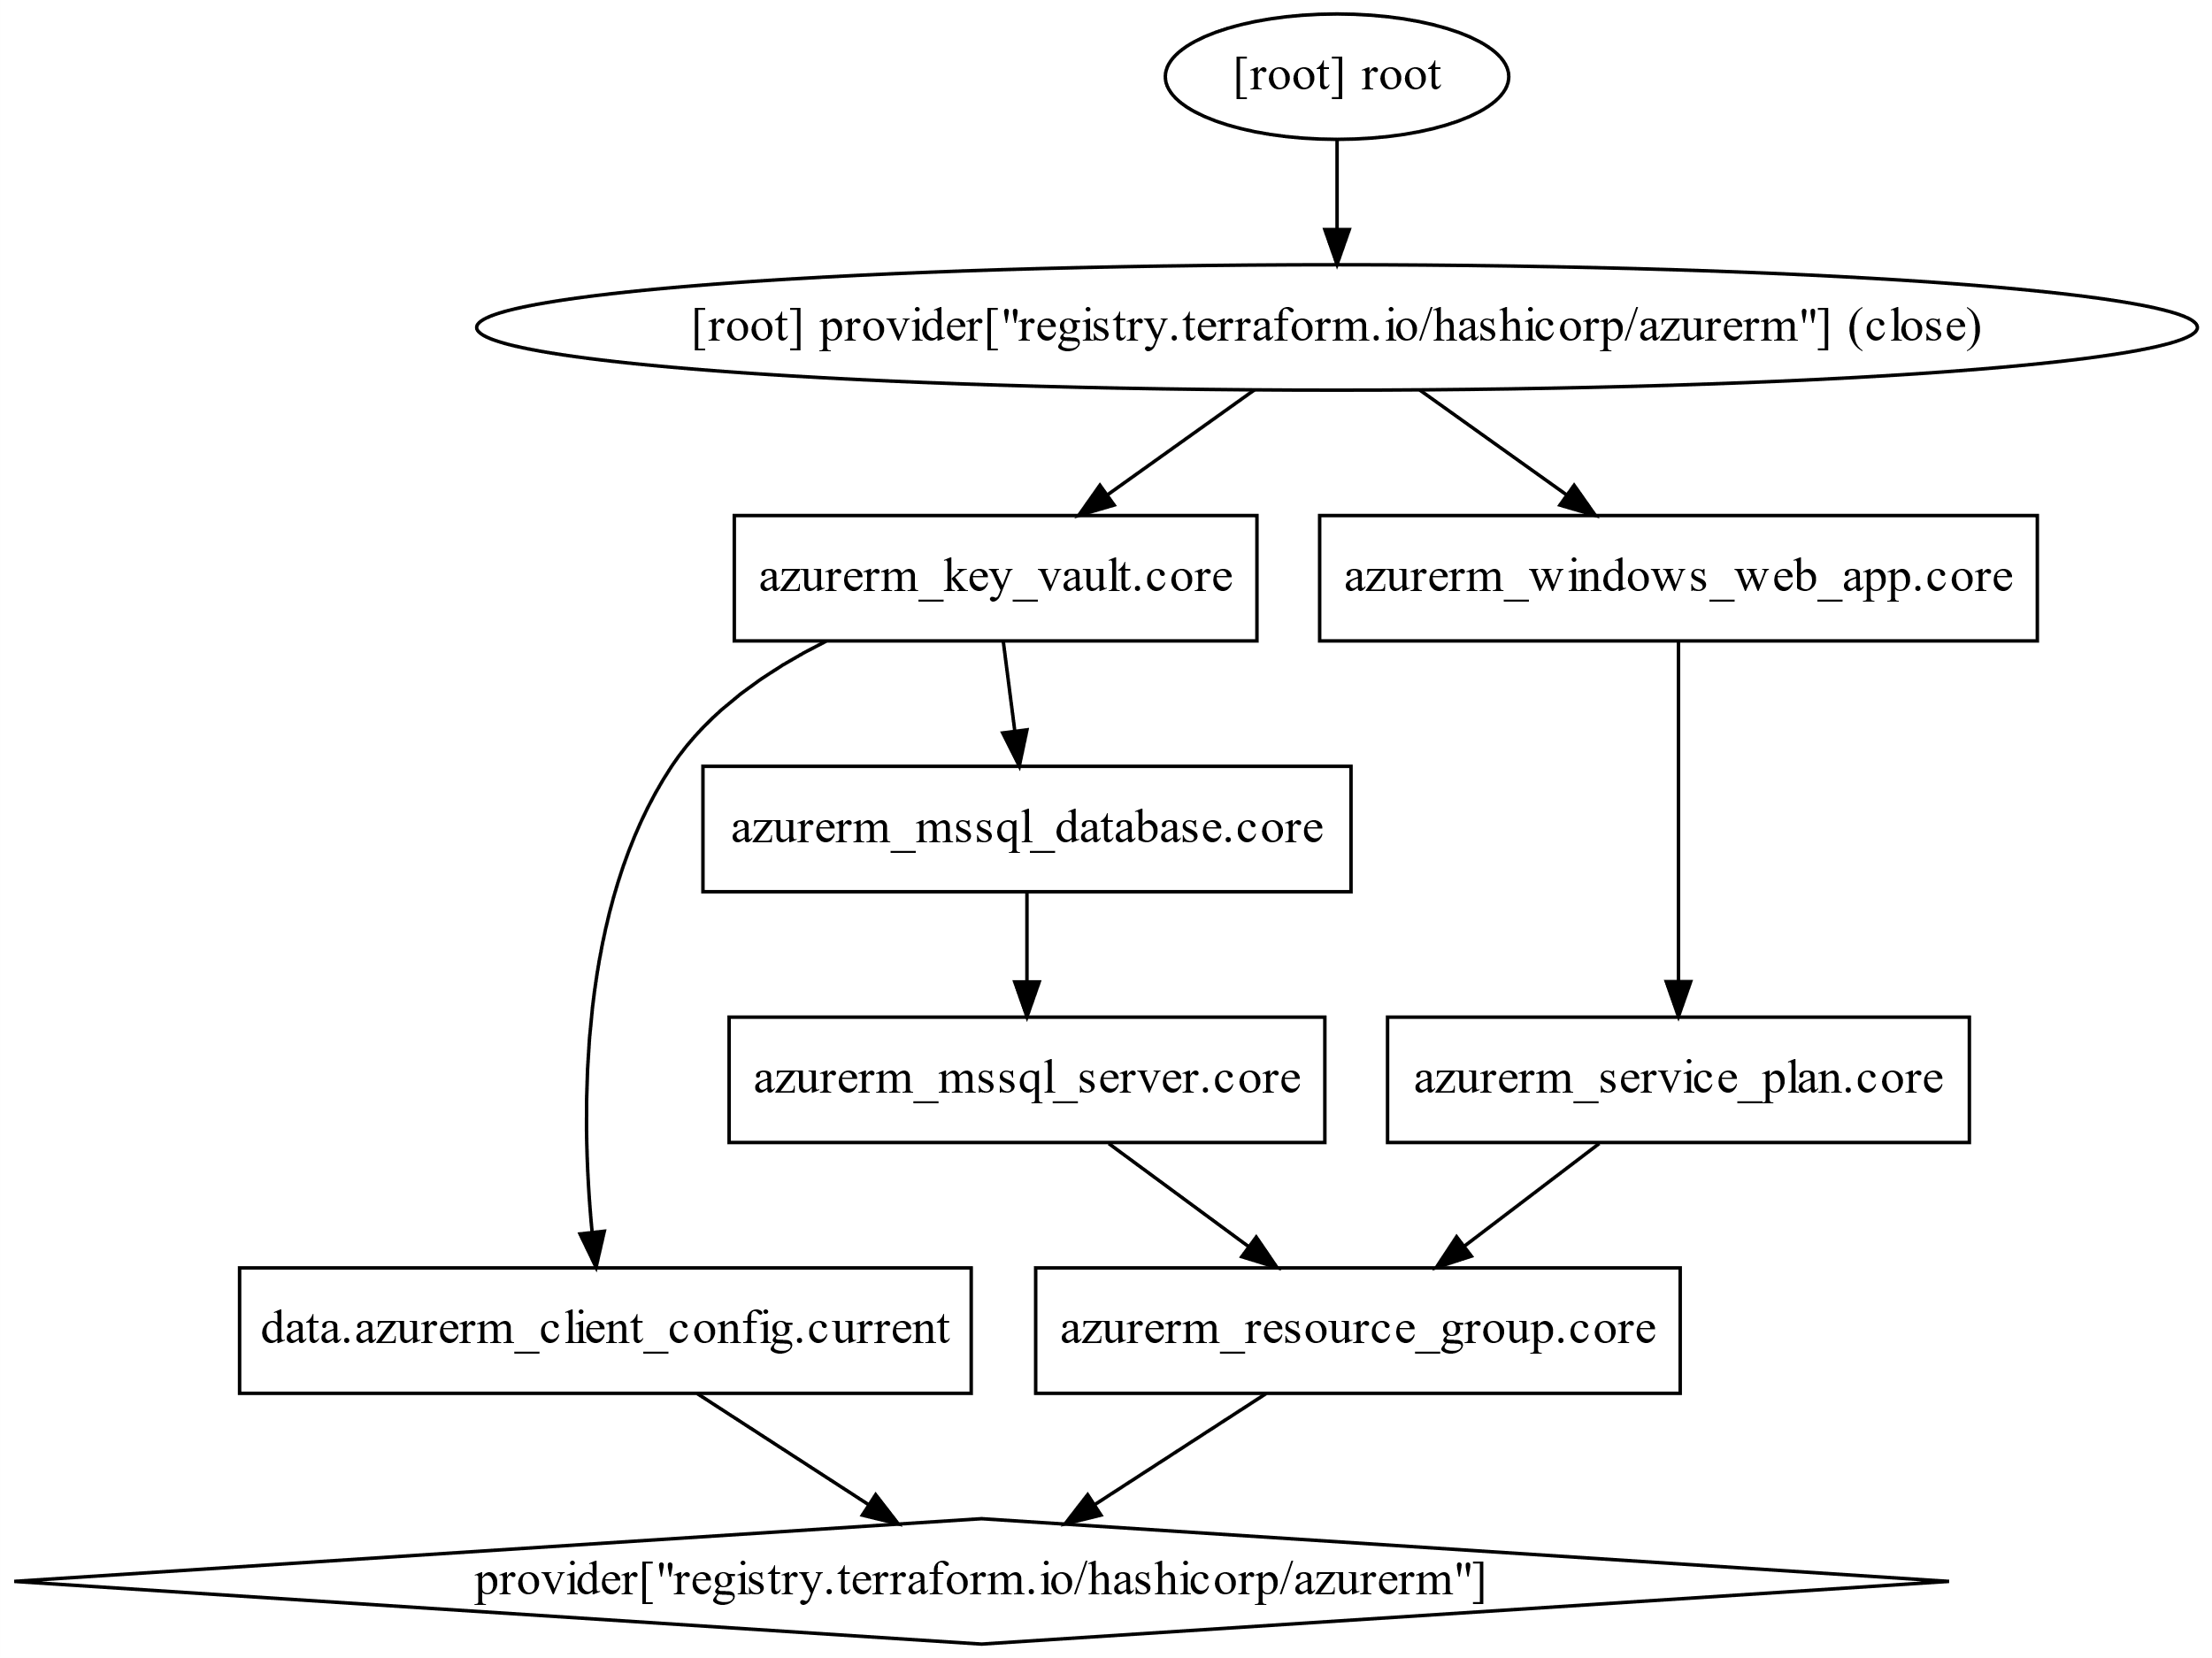 [root] root
[root] provider["registry.terraform.io/hashicorp/azurerm"] (close)
azurerm_key_vault.core
azurerm_windows_web_app.core
azurerm_mssql_database.core
azurerm_mssql_server.core
azurerm_service_plan.core
data.azurerm_client_config.current
azurerm_resource_group.core
provider["registry.terraform.io/hashicorp/azurerm"]